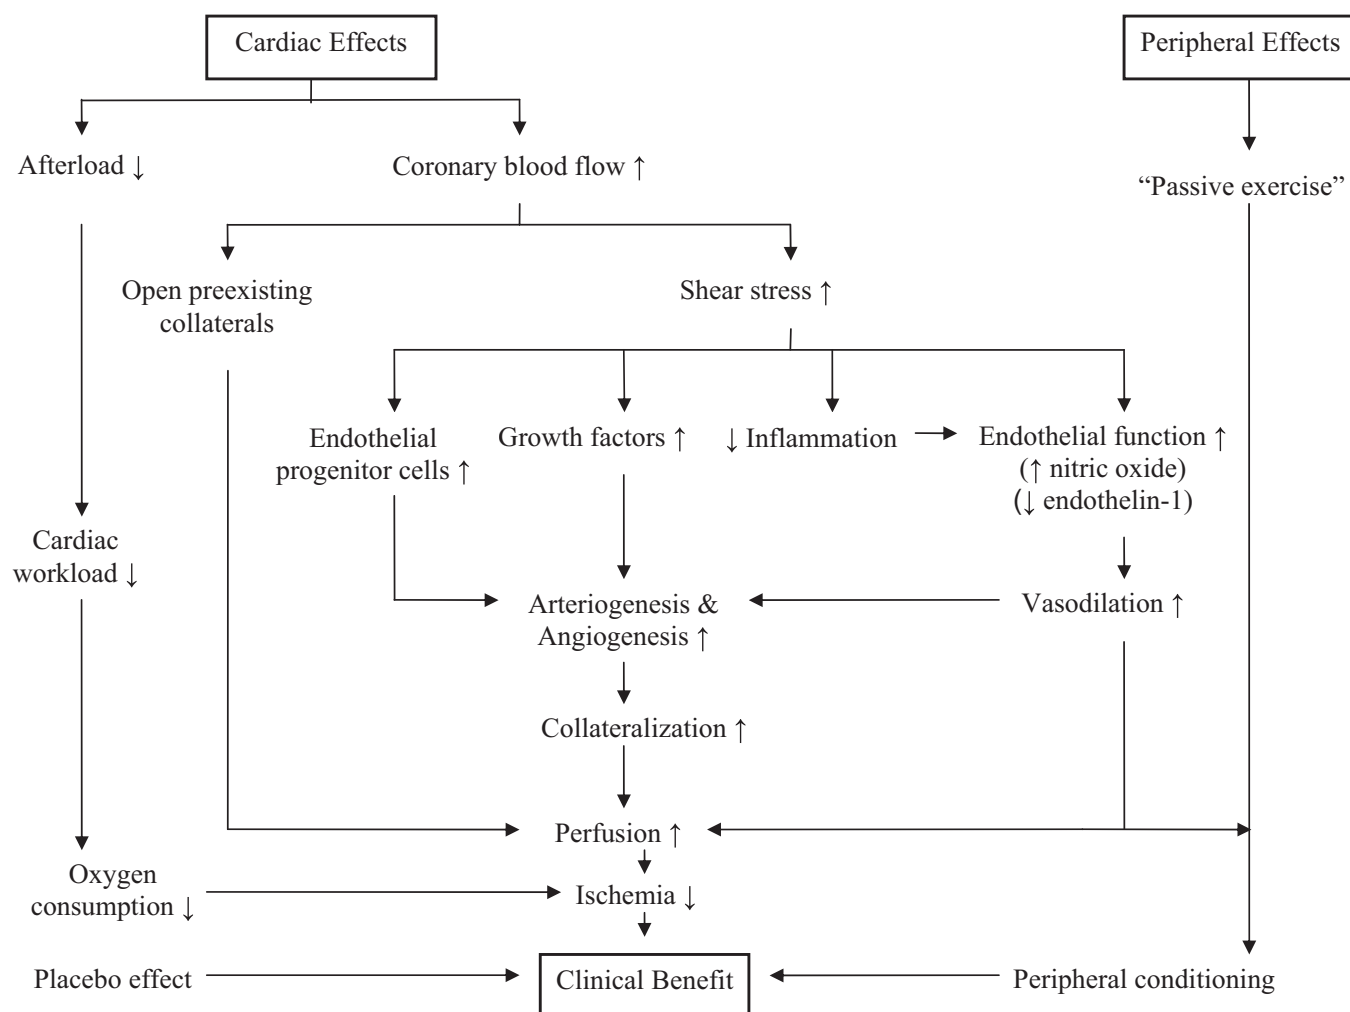 Cardiac Effects
Peripheral Effects
Afterload ↓
Coronary blood flow ↑
“Passive exercise”
Open preexisting
collaterals
Shear stress ↑
Endothelial
progenitor cells ↑
Growth factors ↑
↓ Inflammation
Endothelial function ↑
(↑ nitric oxide)
(↓ endothelin-1)
Cardiac
workload ↓
Arteriogenesis &
Angiogenesis ↑
Vasodilation ↑
Collateralization ↑
Perfusion ↑
Oxygen
consumption ↓
Ischemia ↓
Placebo effect
Clinical Benefit
Peripheral conditioning